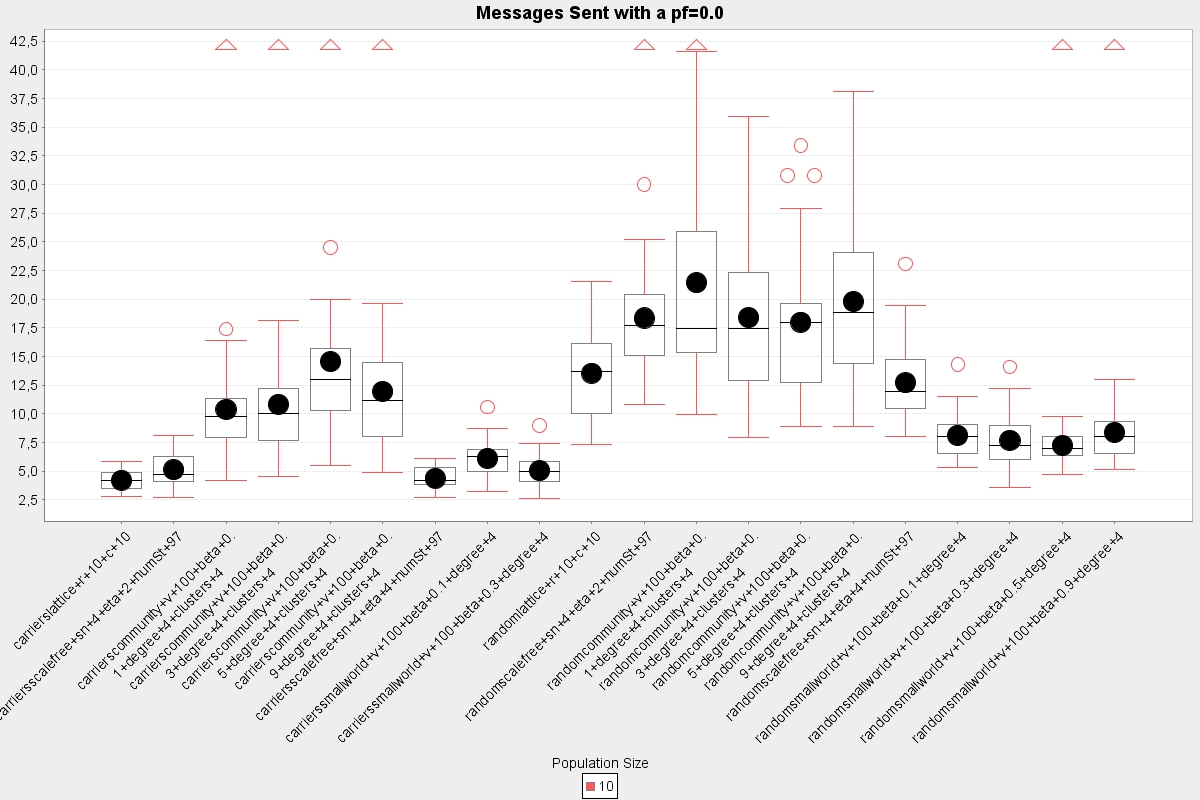 Messages Sent with a pf=0.0
42,5
40,0
37,5
35,0
32,5
30,0
27,5
25,0
22,5
20,0
17,5
15,0
12,5
10,0
7,5
5,0
2,5
carrierslattice+r+10+c+10
carriersscalefree+sn+4+eta+2+numSt+97
carrierscommunity+v+100+beta+0.
1+degree+4+clusters+4
carrierscommunity+v+100+beta+0.
3+degree+4+clusters+4
carrierscommunity+v+100+beta+0.
5+degree+4+clusters+4
carrierscommunity+v+100+beta+0.
9+degree+4+clusters+4
carriersscalefree+sn+4+eta+4+numSt+97
carrierssmallworld+v+100+beta+0.1+degree+4
carrierssmallworld+v+100+beta+0.3+degree+4
randomlattice+r+10+c+10
randomscalefree+sn+4+eta+2+numSt+97
randomcommunity+v+100+beta+0.
1+degree+4+clusters+4
randomcommunity+v+100+beta+0.
3+degree+4+clusters+4
randomcommunity+v+100+beta+0.
5+degree+4+clusters+4
randomcommunity+v+100+beta+0.
9+degree+4+clusters+4
randomscalefree+sn+4+eta+4+numSt+97
randomsmallworld+v+100+beta+0.1+degree+4
randomsmallworld+v+100+beta+0.3+degree+4
randomsmallworld+v+100+beta+0.5+degree+4
randomsmallworld+v+100+beta+0.9+degree+4
Population Size
10